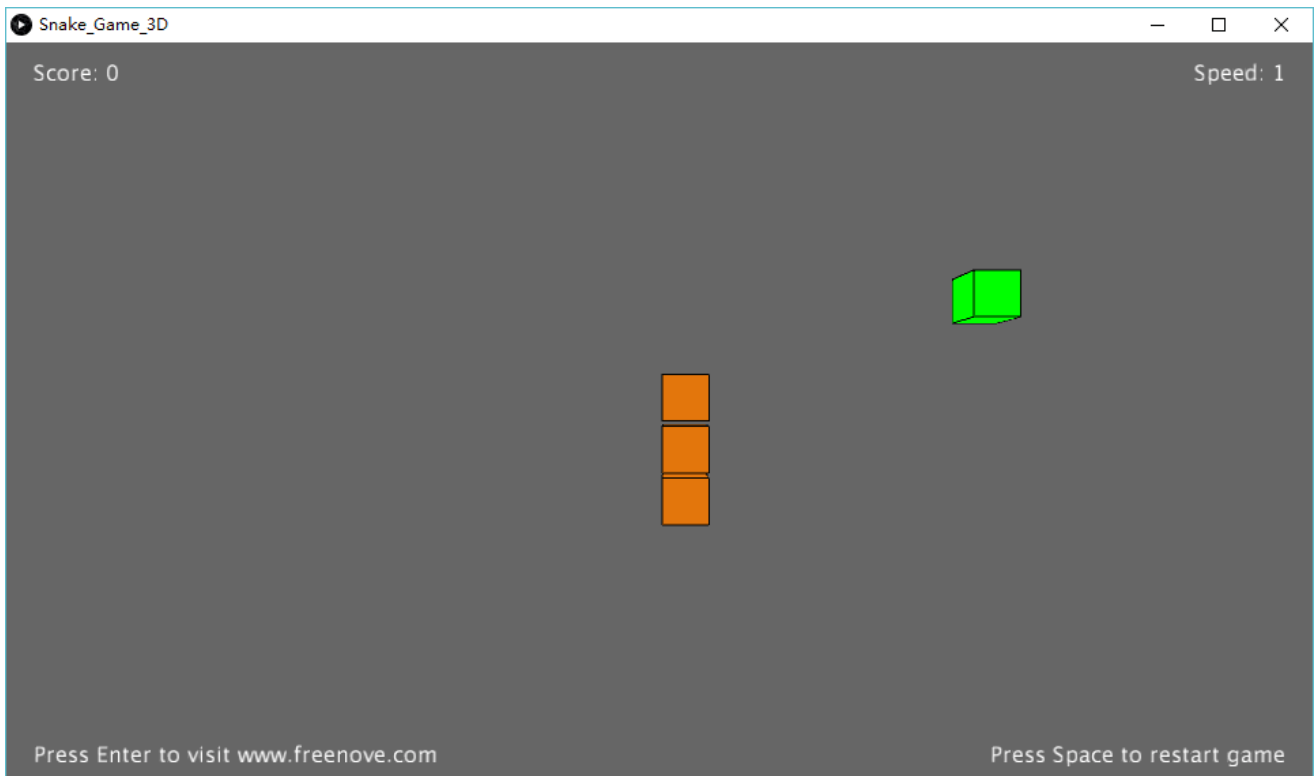 Snake_Game_3D
Score: 0
Speed: 1
Press Enter to visit www.freenove.com
Press Space to restart game